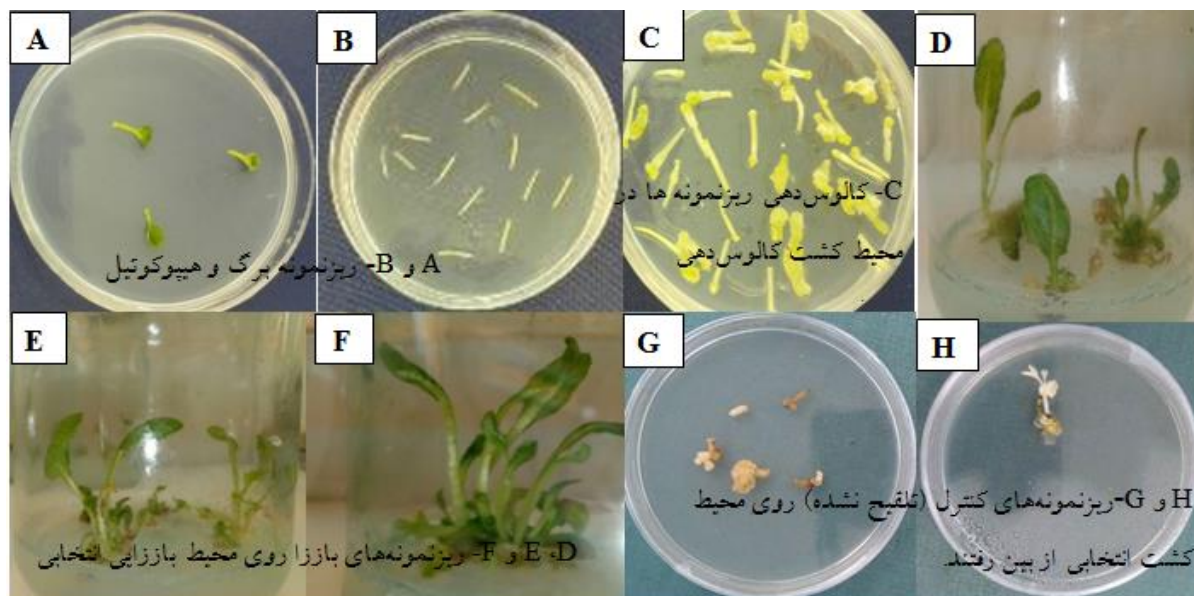 A
B
C
D
C- کالوس‌دهی ریزنمونه ها در
محیط کشت کالوس‌دهی
A و B- ریزنمونه برگ و هیپوکوتیل
E
F
G
H
D، E و F- ریزنمونه‌های باززا روی محیط باززایی انتخابی
H و G-ریزنمونه‌های کنترل (تلقیح نشده) روی محیط
کشت انتخابی از بین رفتند.